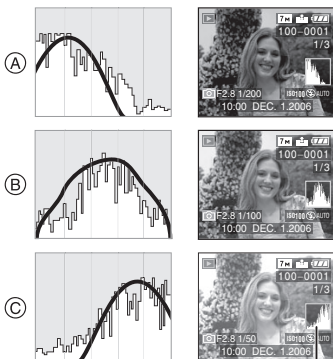 A
7M
100-0001
1/3
F2.8 1/200
ISO100 AUTO
10:00 DEC. 1.2006
B
7M
100-0001
1/3
F2.8 1/100
ISO100 AUTO
10:00 DEC. 1.2006
C
7M
100-0001
1/3
F2.8 1/50
ISO100 AUTO
10:00 DEC. 1.2006